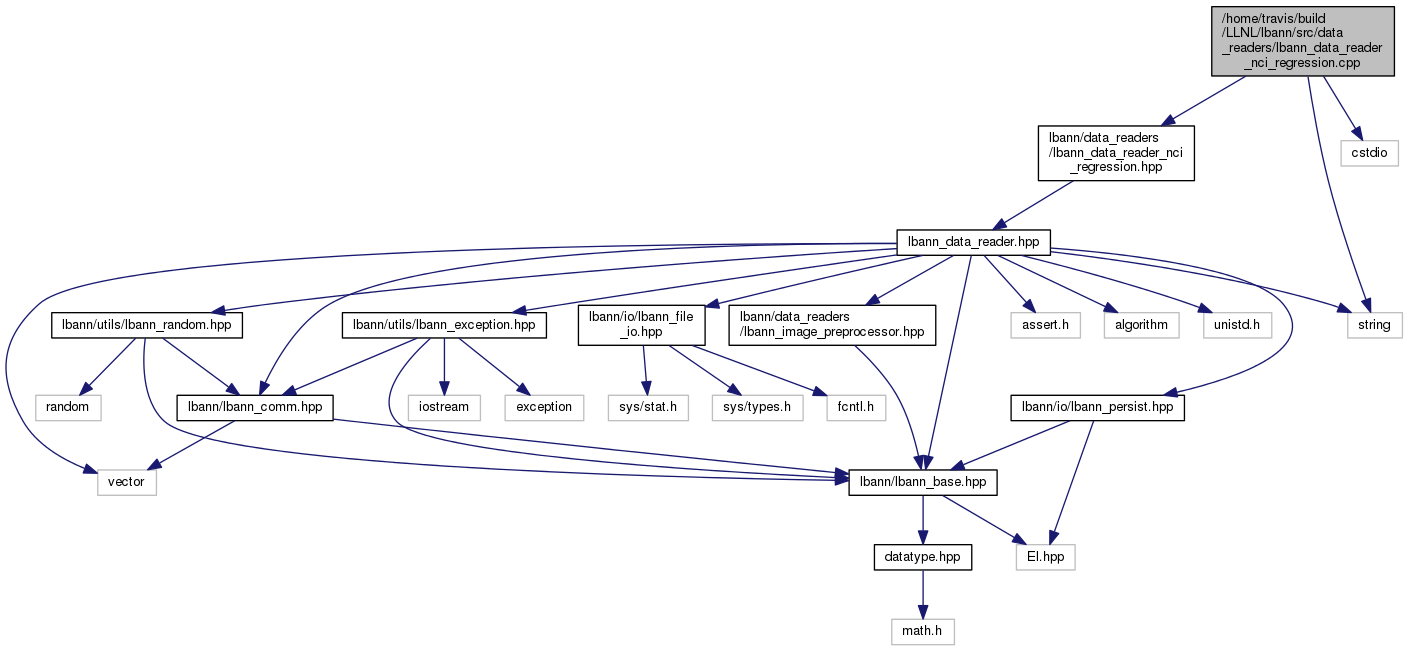 /home/travis/build
/LLNL/lbann/src/data
_readers/lbann_data_reader
_nci_regression.cpp
lbann/data_readers
/lbann_data_reader_nci
_regression.hpp
cstdio
lbann_data_reader.hpp
lbann/utils/lbann_random.hpp
lbann/utils/lbann_exception.hpp
lbann/io/lbann_file
_io.hpp
lbann/data_readers
/lbann_image_preprocessor.hpp
assert.h
algorithm
unistd.h
string
random
lbann/lbann_comm.hpp
iostream
exception
sys/stat.h
sys/types.h
fcntl.h
lbann/io/lbann_persist.hpp
vector
lbann/lbann_base.hpp
datatype.hpp
El.hpp
math.h